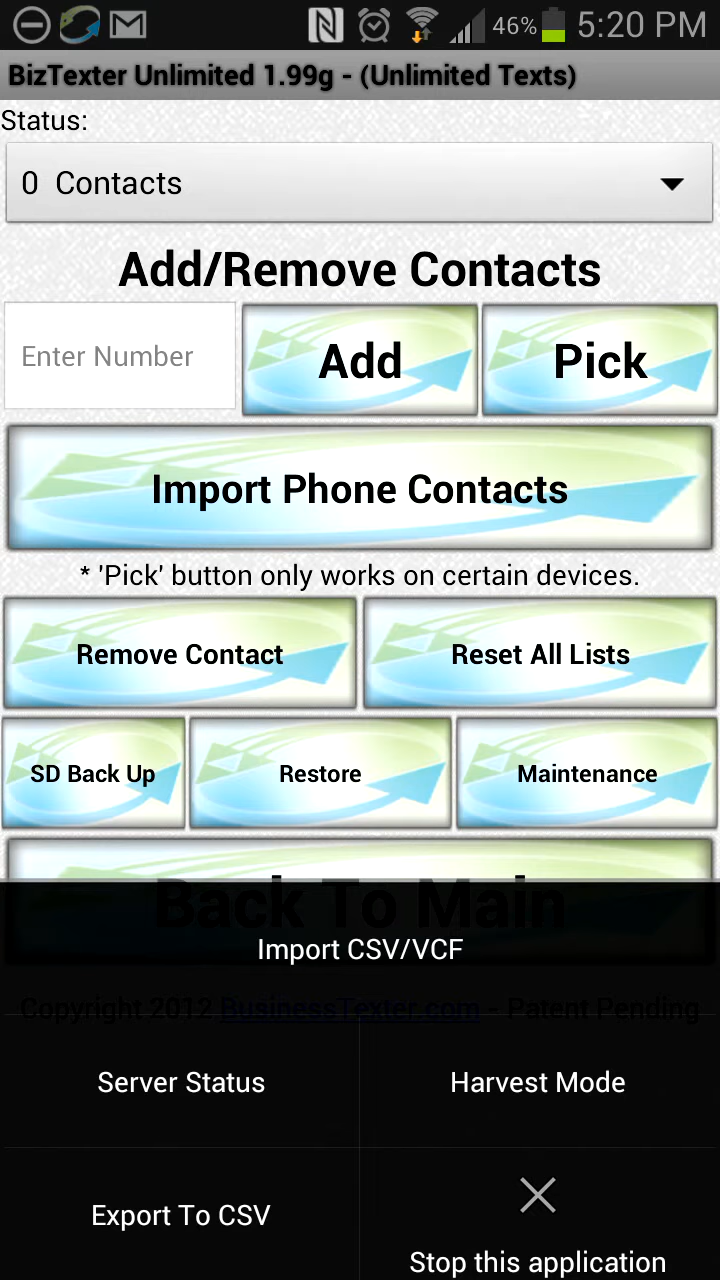 46% 5:20 PM
BizTexter Unlimited 1.99g - (Unlimited Texts)
Status:
0 Contacts
Add/Remove Contacts
Enter Number Add Pick
Import Phone Contacts
* 'Pick' button only works on certain devices.
Remove Contact Reset All Lists
SD Back Up Restore Maintenance
Back To Main
Import CSV/VCF
Copyright 2012 BusinessTexter.com - Patent Pending
Server Status Harvest Mode
Export To CSV
Stop this application